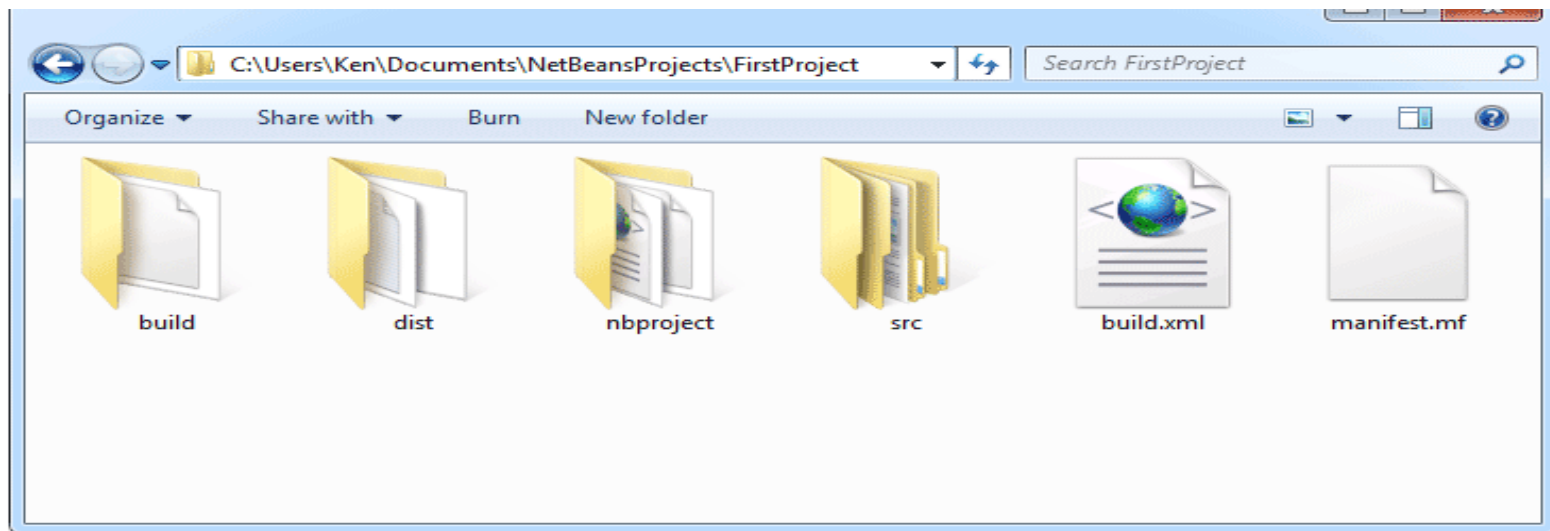 C:\Users\Ken\Documents\NetBeansProjects\FirstProject Search FirstProject
Organize Share with Burn New folder
build dist nbproject src build.xml manifest.mf